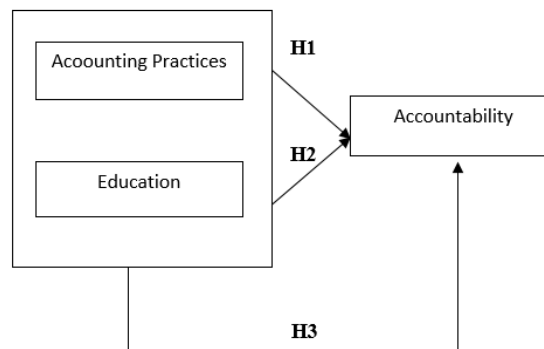 H1
Acoounting Practices
Accountability
H2
Education
H3